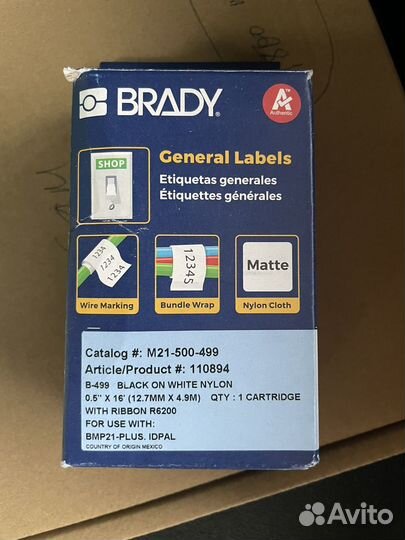 BRADY
Authentic
SHOP
General Labels
Etiquetas generales
Étiquettes générales
1234
1234
1234
Wire Marking
12345
Bundle Wrap
Matte
Nylon Cloth
Catalog #: M21-500-499
Article/Product #: 110894
B-499 BLACK ON WHITE NYLON
0.5" X 16' (12.7MM X 4.9M) QTY : 1 CARTRIDGE
WITH RIBBON R6200
FOR USE WITH:
BMP21-PLUS. IDPAL
COUNTRY OF ORIGIN MEXICO
Avito